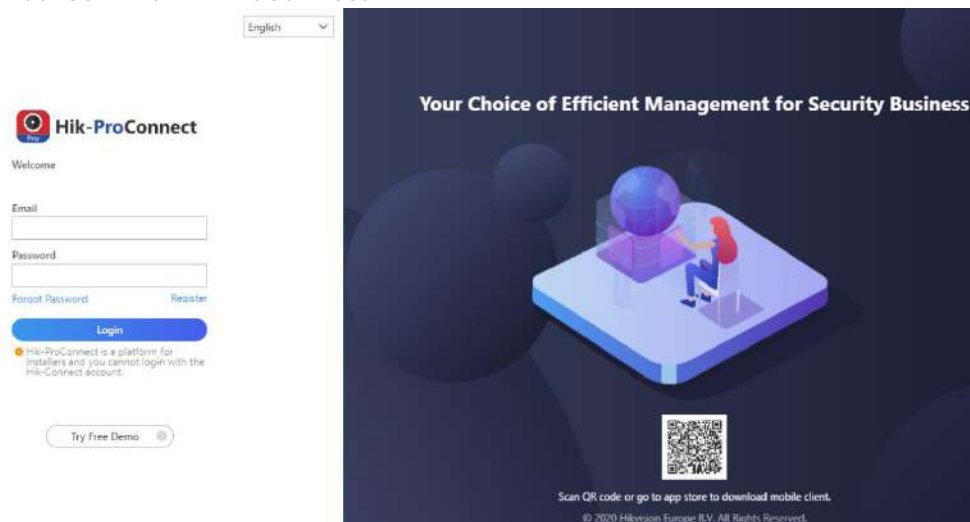 English
Hik-ProConnect
Pro
Welcome
Email
Password
Forgot Password
Register
Login
Hik-ProConnect is a platform for
Installers and you cannot login with the
Hik-Connect account.
Try Free Demo
Your Choice of Efficient Management for Security Business
Scan QR code or go to app store to download mobile client.
© 2020 Hikvision Europe B.V. All Rights Reserved.